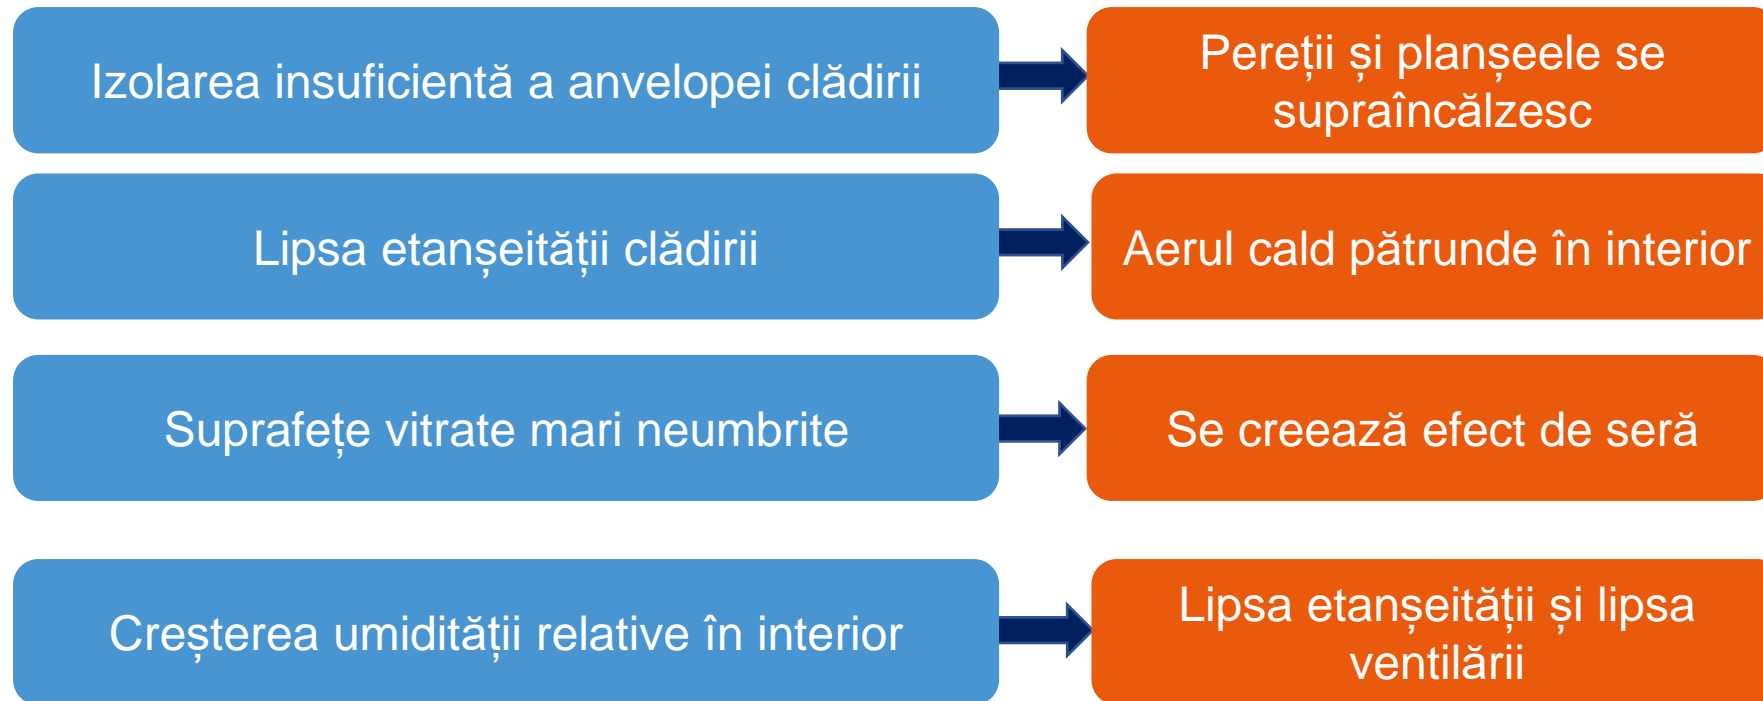 Izolarea insuficientă a anvelopei clădirii
Pereții și planșeele se
supraîncălzesc
Lipsa etanșeității clădirii
Aerul cald pătrunde în interior
Suprafețe vitrate mari neumbrite
Se creează efect de seră
Creșterea umidității relative în interior
Lipsa etanșeității și lipsa
ventilării